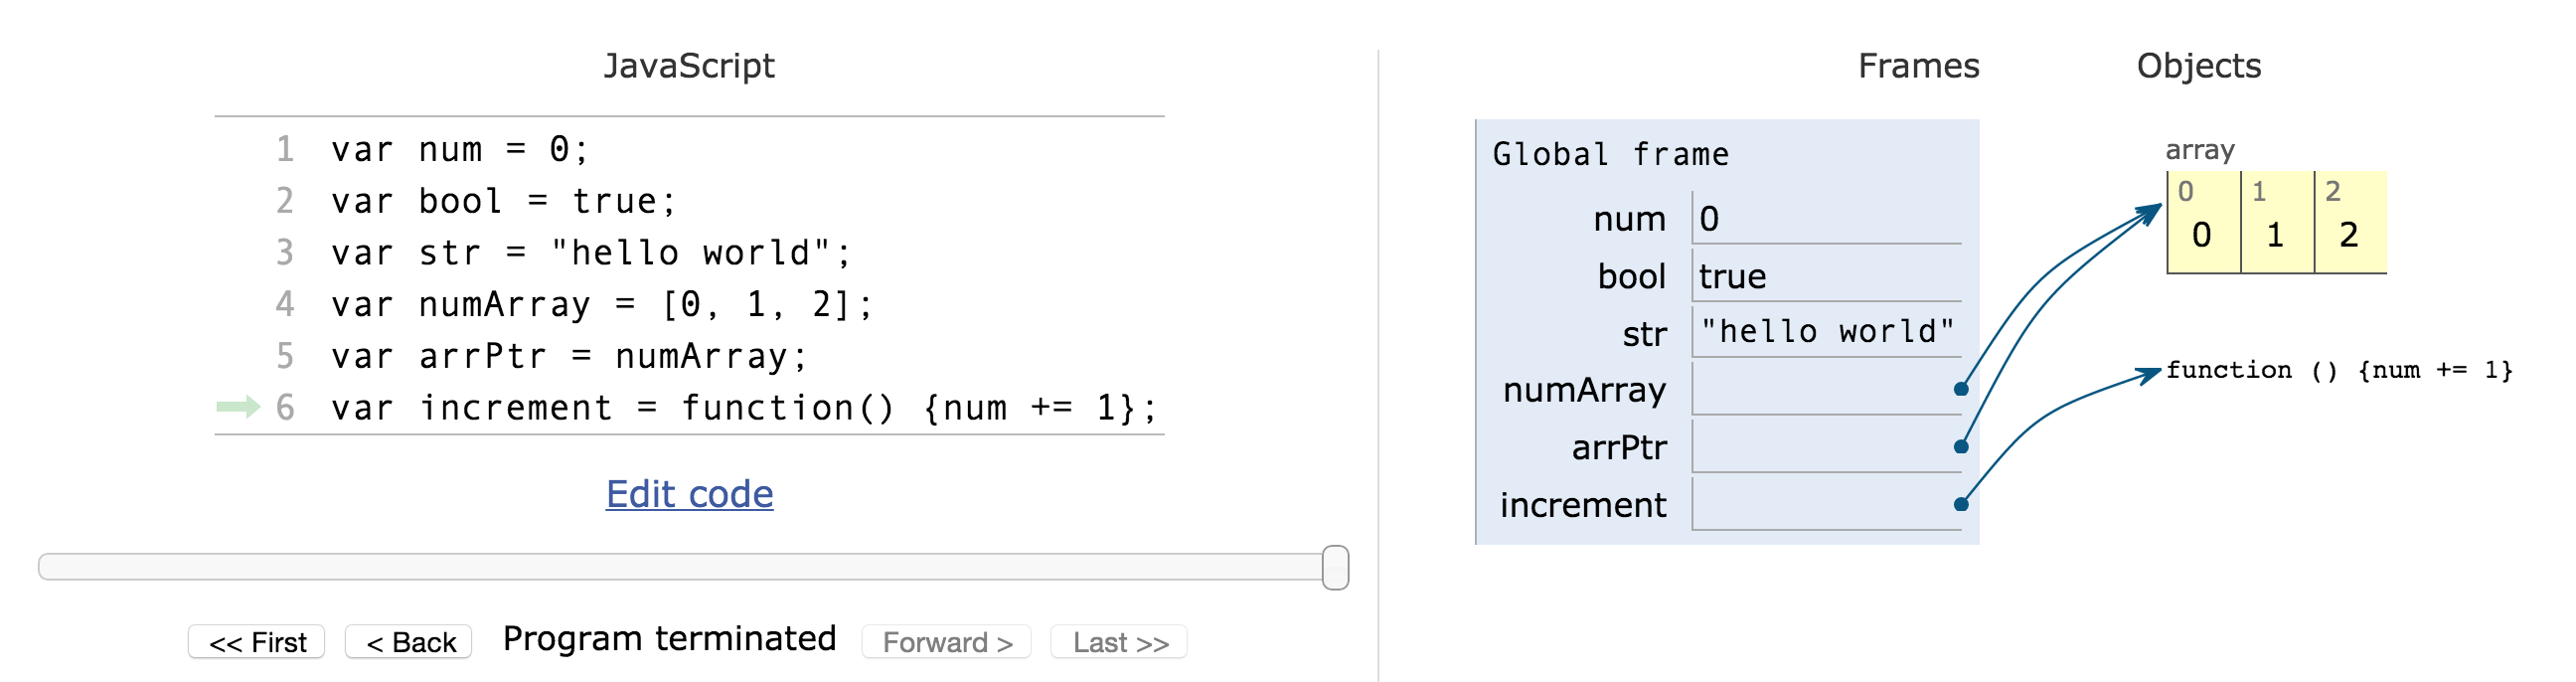 JavaScript
1 var num = 0;
2 var bool = true;
3 var str = "hello world";
4 var numArray = [0, 1, 2];
5 var arrPtr = numArray;
6 var increment = function() {num += 1};
Edit code
<< First < Back Program terminated Forward > Last >>
Frames Objects
Global frame
num 0
bool true
str "hello world"
numArray
arrPtr
increment
array
0 1 2
0 1 2
function () {num += 1}